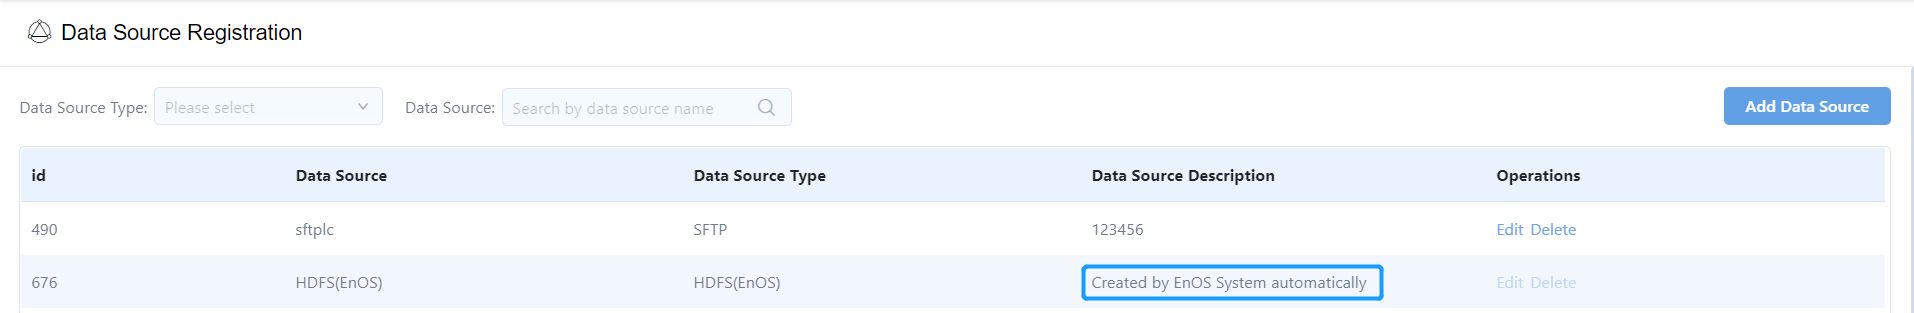 Data Source Registration
Data Source Type: Please select Data Source: Search by data source name Add Data Source
id Data Source Data Source Type Data Source Description Operations
490 sftplc SFTP 123456 Edit Delete
676 HDFS(EnOS) HDFS(EnOS) Created by EnOS System automatically Edit Delete